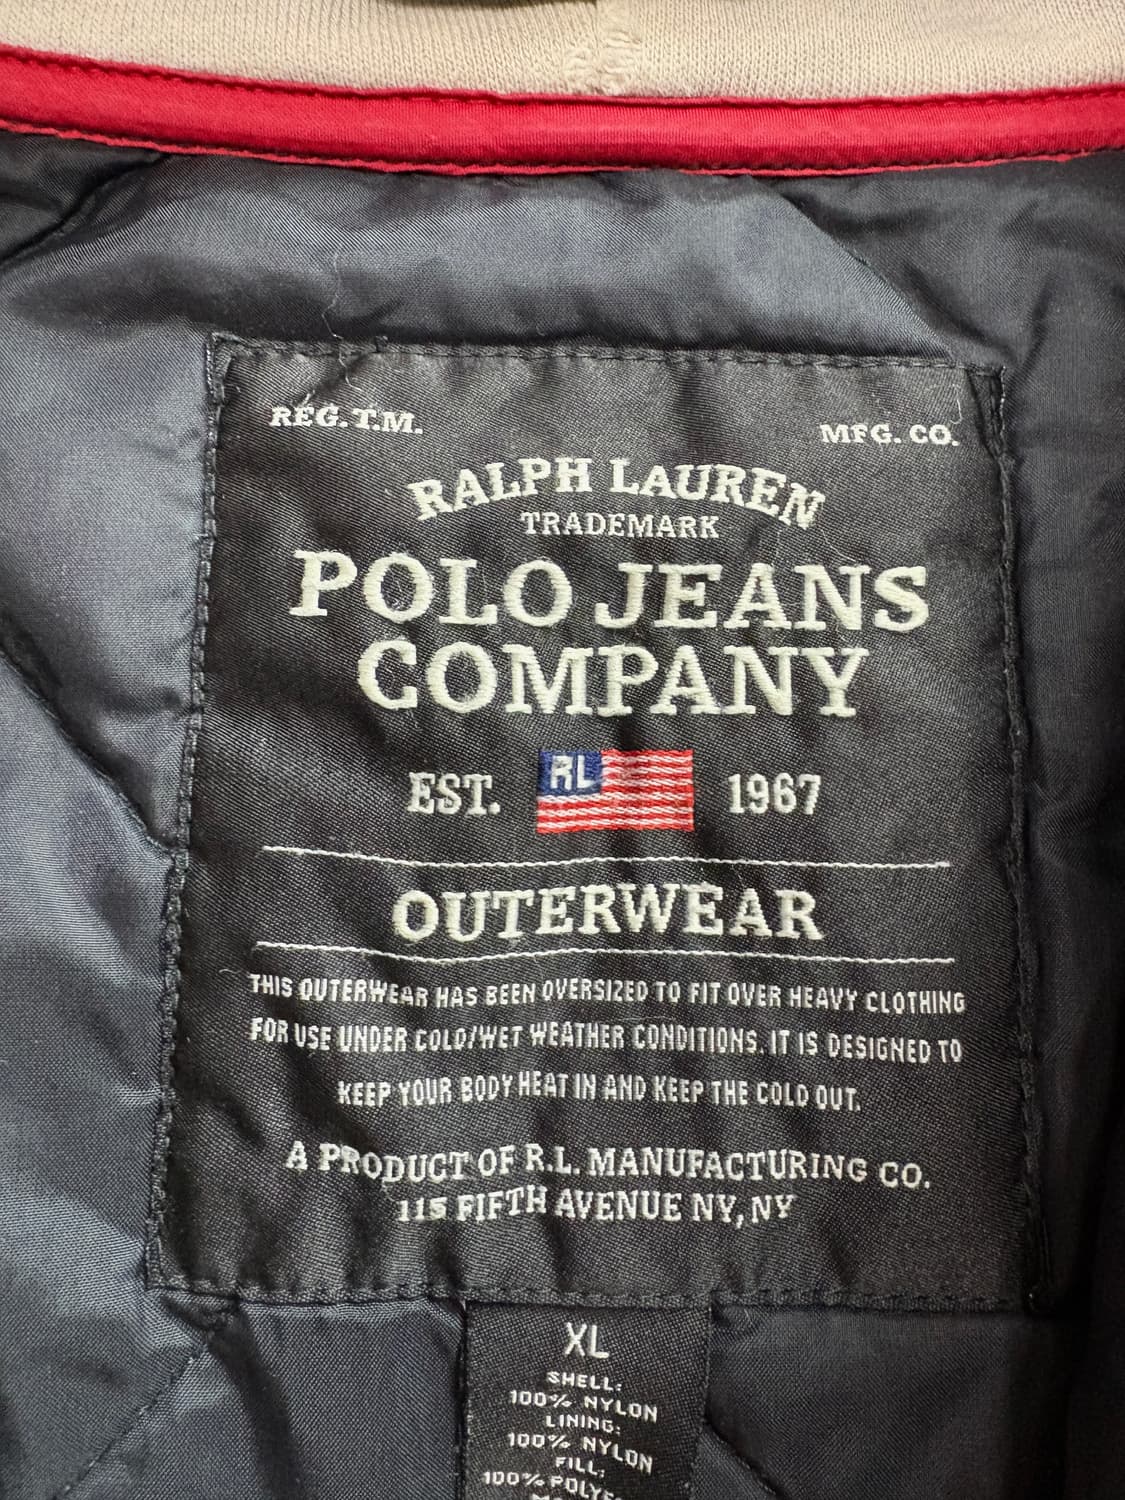 REG. T.M.
MFG. CO.
RALPH LAUREN
TRADEMARK
POLO JEANS
COMPANY
EST. RL 1967
OUTERWEAR
THIS OUTERWEAR HAS BEEN OVERSIZED TO FIT OVER HEAVY CLOTHING
FOR USE UNDER COLD/WET WEATHER CONDITIONS. IT IS DESIGNED TO
KEEP YOUR BODY HEAT IN AND KEEP THE COLD OUT.
A PRODUCT OF R.L. MANUFACTURING CO.
115 FIFTH AVENUE NY, NY
XL
SHELL:
100% NYLON
LINING:
100% NYLON
FILL:
100%